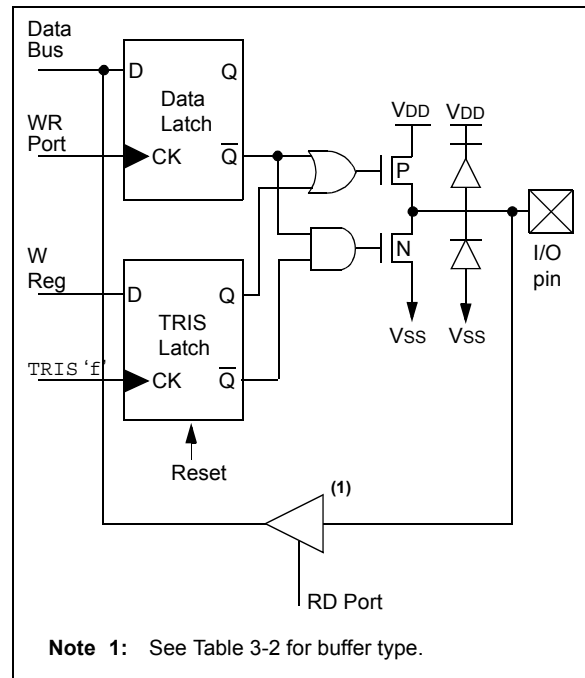 Data
Bus
D
Q
Data
Latch
WR
Port
CK
Q
VDD
VDD
P
N
I/O
pin
VSS
VSS
W
Reg
D
Q
TRIS
Latch
TRIS ‘f’
CK
Q
Reset
(1)
RD Port
Note 1: See Table 3-2 for buffer type.